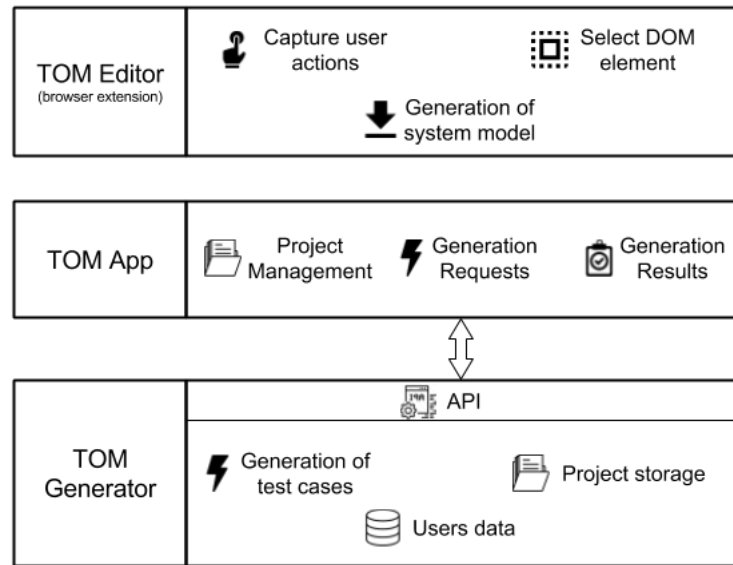 TOM Editor
(browser extension)
Capture user
actions
Select DOM
element
Generation of
system model
TOM App
Project
Management
Generation
Requests
Generation
Results
TOM
Generator
API
Generation of
test cases
Project storage
Users data